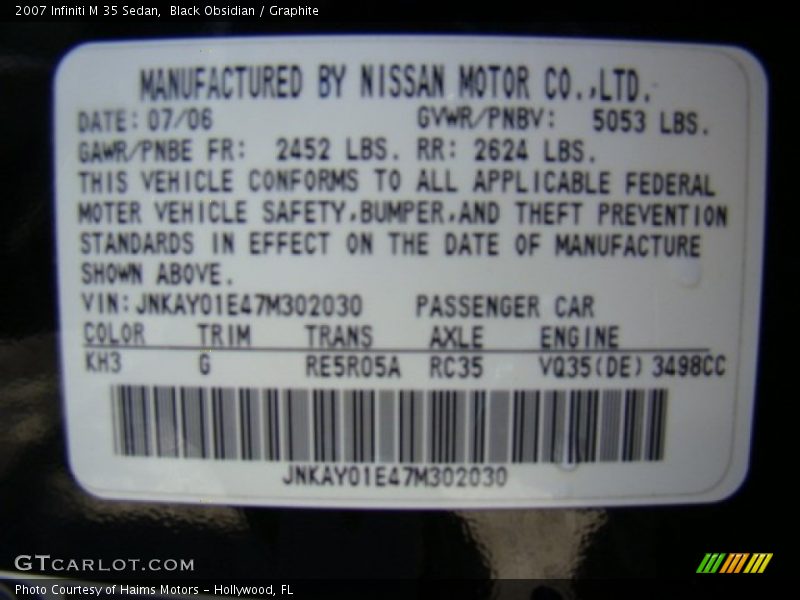 2007 Infiniti M 35 Sedan,  Black Obsidian / Graphite
MANUFACTURED BY NISSAN MOTOR CO.,LTD.
DATE: 07/06 GVWR/PNBV: 5053 LBS.
GAWR/PNBE FR: 2452 LBS. RR: 2624 LBS.
THIS VEHICLE CONFORMS TO ALL APPLICABLE FEDERAL
MOTER VEHICLE SAFETY,BUMPER,AND THEFT PREVENTION
STANDARDS IN EFFECT ON THE DATE OF MANUFACTURE
SHOWN ABOVE.
VIN: JNKAY01E47M302030 PASSENGER CAR
COLOR TRIM TRANS AXLE ENGINE
KH3 G RE5R05A RC35 VQ35(DE) 3498CC
JNKAY01E47M302030
GTCARLOT.COM
Photo Courtesy of Haims Motors - Hollywood, FL